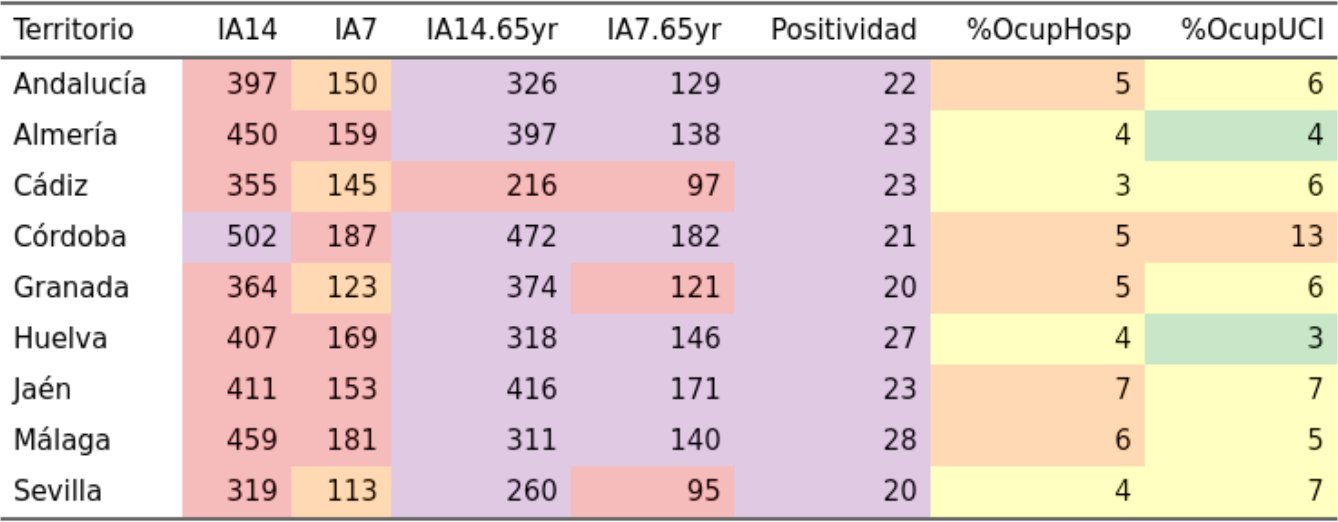 Territorio IA14 IA7 IA14.65yr IA7.65yr Positividad %OcupHosp %OcupUCI
Andalucía 397 150 326 129 22 5 6
Almería 450 159 397 138 23 4 4
Cádiz 355 145 216 97 23 3 6
Córdoba 502 187 472 182 21 5 13
Granada 364 123 374 121 20 5 6
Huelva 407 169 318 146 27 4 3
Jaén 411 153 416 171 23 7 7
Málaga 459 181 311 140 28 6 5
Sevilla 319 113 260 95 20 4 7